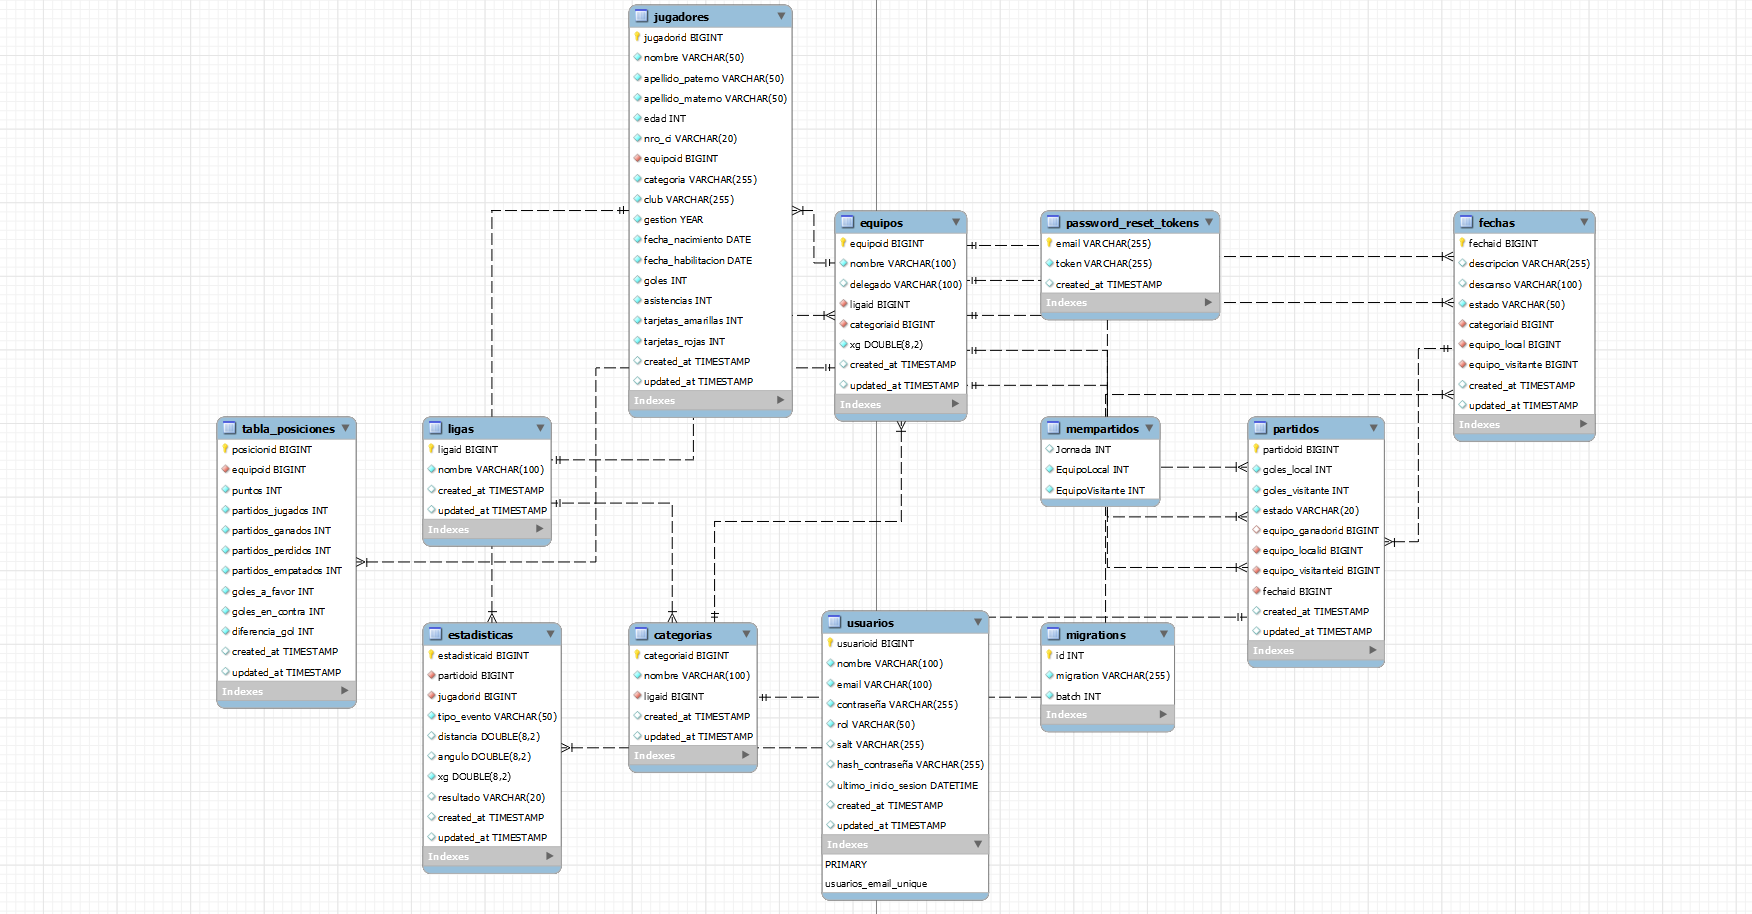 jugadores
jugadorid BIGINT
nombre VARCHAR(50)
apellido_paterno VARCHAR(50)
apellido_materno VARCHAR(50)
edad INT
nro_ci VARCHAR(20)
equipoid BIGINT
categoria VARCHAR(255)
club VARCHAR(255)
gestion YEAR
fecha_nacimiento DATE
fecha_habilitacion DATE
goles INT
asistencias INT
tarjetas_amarillas INT
tarjetas_rojas INT
created_at TIMESTAMP
updated_at TIMESTAMP
Indexes
equipos
equipoid BIGINT
nombre VARCHAR(100)
delegado VARCHAR(100)
ligaid BIGINT
categoriaid BIGINT
xg DOUBLE(8,2)
created_at TIMESTAMP
updated_at TIMESTAMP
Indexes
password_reset_tokens
email VARCHAR(255)
token VARCHAR(255)
created_at TIMESTAMP
Indexes
fechas
fechaid BIGINT
descripcion VARCHAR(255)
descanso VARCHAR(100)
estado VARCHAR(50)
categoriaid BIGINT
equipo_local BIGINT
equipo_visitante BIGINT
created_at TIMESTAMP
updated_at TIMESTAMP
Indexes
tabla_posiciones
posicionid BIGINT
equipoid BIGINT
puntos INT
partidos_jugados INT
partidos_ganados INT
partidos_perdidos INT
partidos_empatados INT
goles_a_favor INT
goles_en_contra INT
diferencia_gol INT
created_at TIMESTAMP
updated_at TIMESTAMP
Indexes
ligas
ligaid BIGINT
nombre VARCHAR(100)
created_at TIMESTAMP
updated_at TIMESTAMP
Indexes
mempartidos
Jornada INT
EquipoLocal INT
EquipoVisitante INT
partidos
partidoid BIGINT
goles_local INT
goles_visitante INT
estado VARCHAR(20)
equipo_ganadorid BIGINT
equipo_localid BIGINT
equipo_visitanteid BIGINT
fechaid BIGINT
created_at TIMESTAMP
updated_at TIMESTAMP
Indexes
estadisticas
estadisticaid BIGINT
partidoid BIGINT
jugadorid BIGINT
tipo_evento VARCHAR(50)
distancia DOUBLE(8,2)
angulo DOUBLE(8,2)
xg DOUBLE(8,2)
resultado VARCHAR(20)
created_at TIMESTAMP
updated_at TIMESTAMP
Indexes
categorias
categoriaid BIGINT
nombre VARCHAR(100)
ligaid BIGINT
created_at TIMESTAMP
updated_at TIMESTAMP
Indexes
usuarios
usuarioid BIGINT
nombre VARCHAR(100)
email VARCHAR(100)
contraseña VARCHAR(255)
rol VARCHAR(50)
salt VARCHAR(255)
hash_contraseña VARCHAR(255)
ultimo_inicio_sesion DATETIME
created_at TIMESTAMP
updated_at TIMESTAMP
Indexes
PRIMARY
usuarios_email_unique
migrations
id INT
migration VARCHAR(255)
batch INT
Indexes